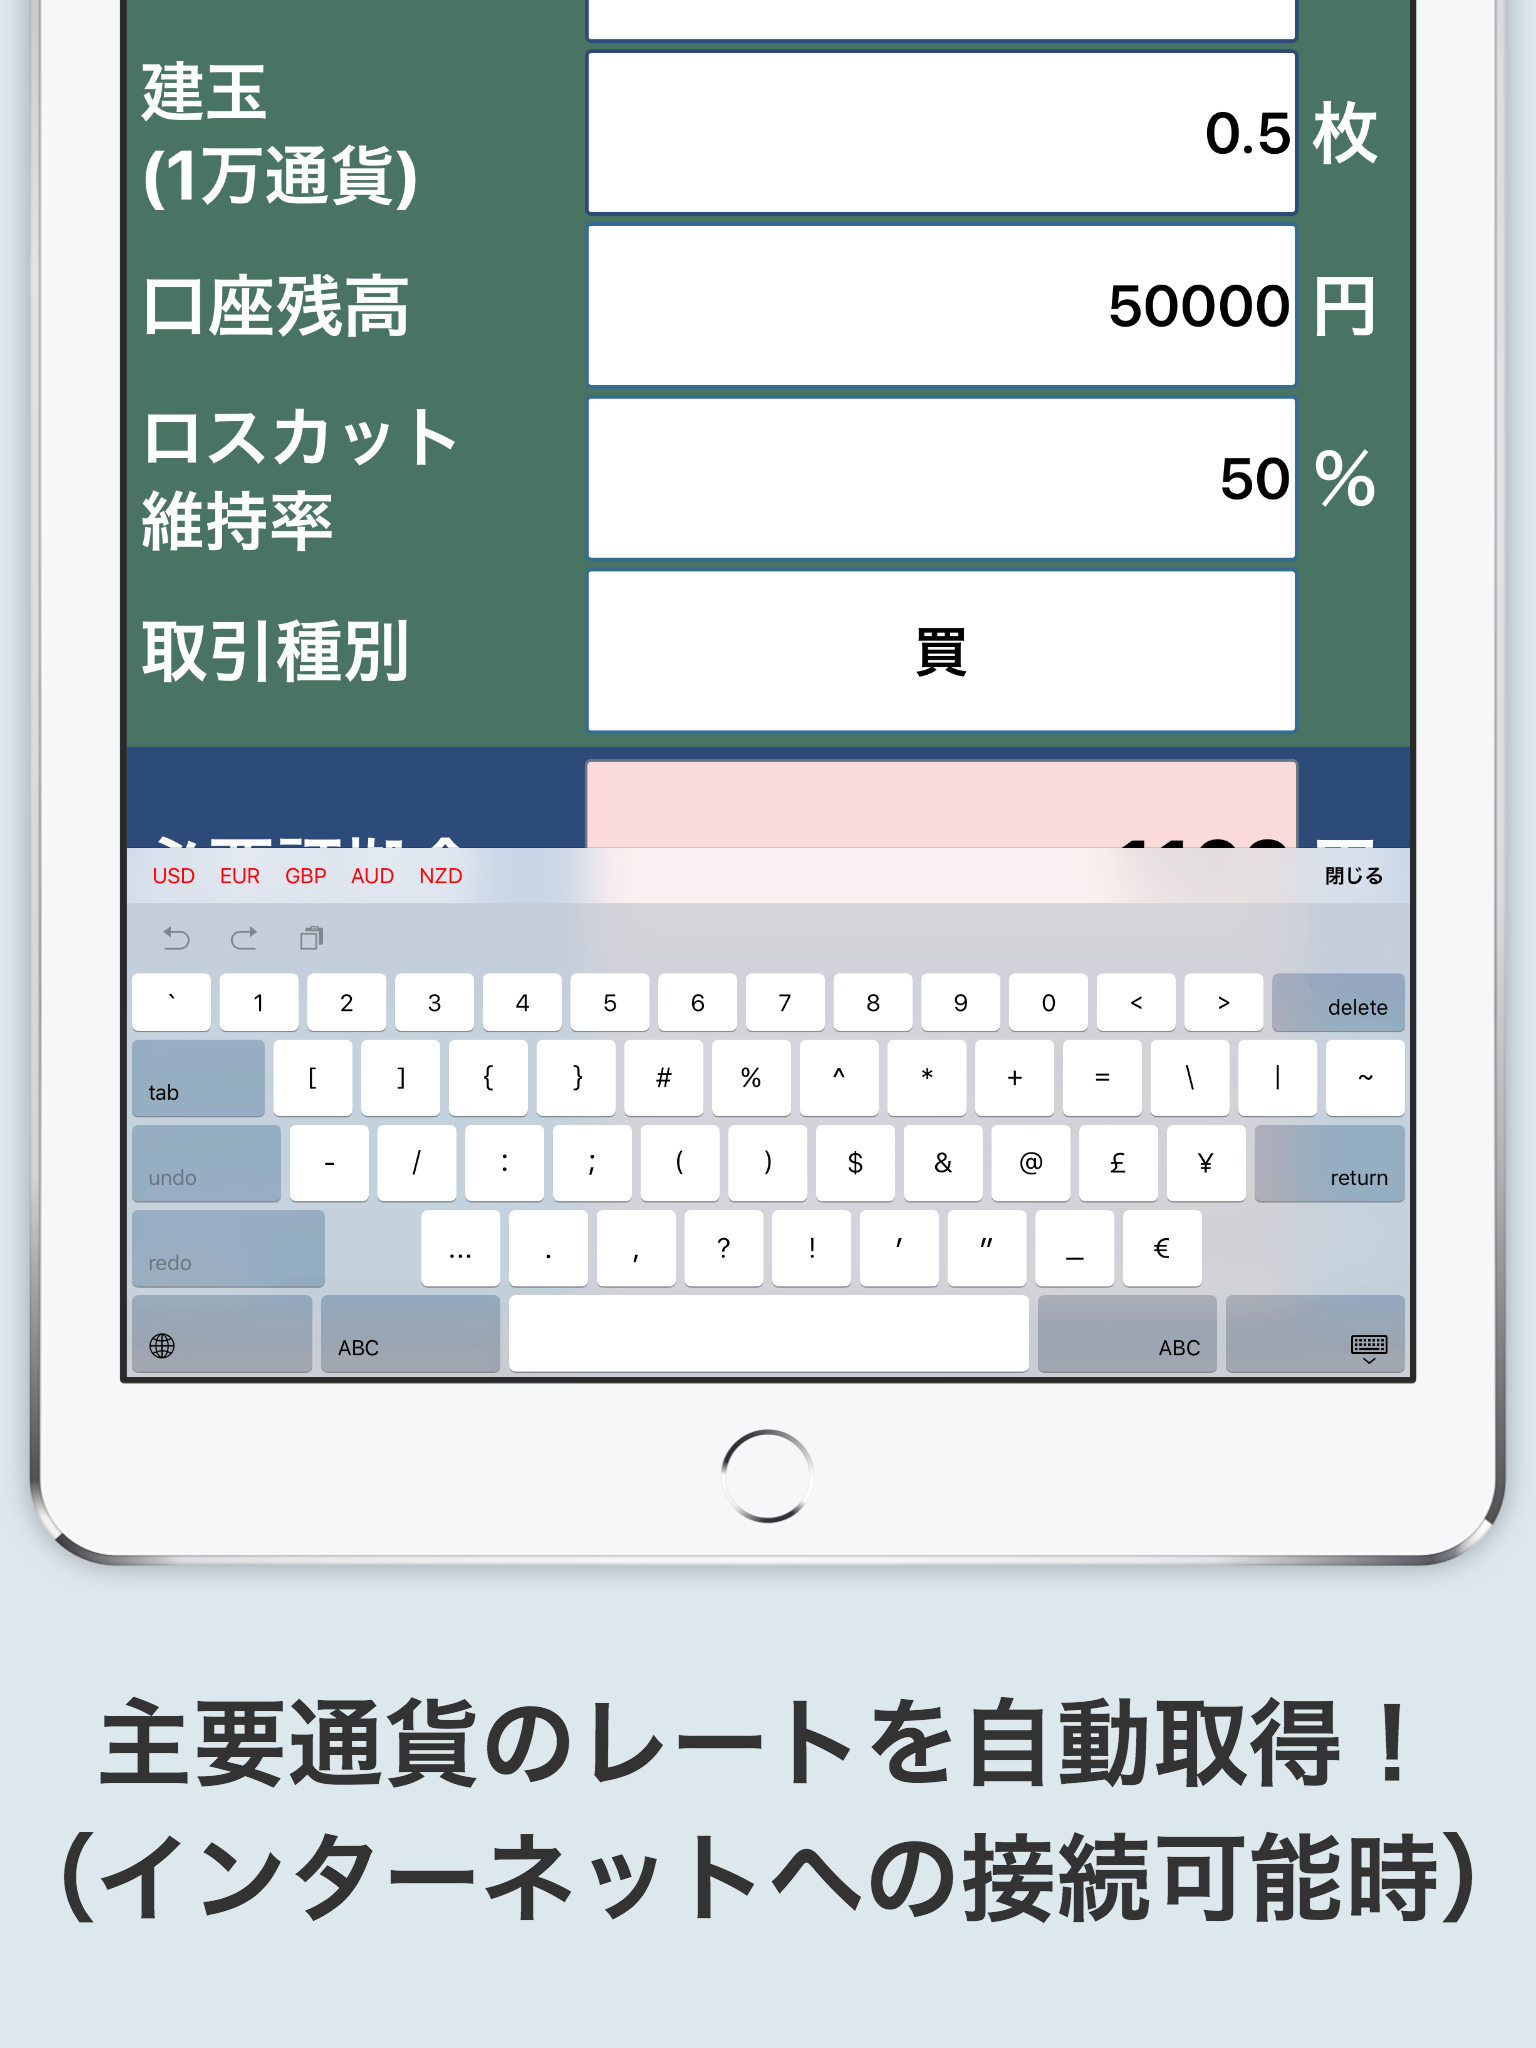 建玉
(1万通貨)
0.5 枚
口座残高
50000 円
ロスカット
維持率
50 %
取引種別
買
USD EUR GBP AUD NZD 閉じる
` 1 2 3 4 5 6 7 8 9 0 < > delete
tab [ ] { } # % ^ * + = \ | ~
undo - / : ; ( ) $ & @ £ ¥ return
redo … . , ? ! ′ ″ _ €
ABC ABC
主要通貨のレートを自動取得！
（インターネットへの接続可能時）